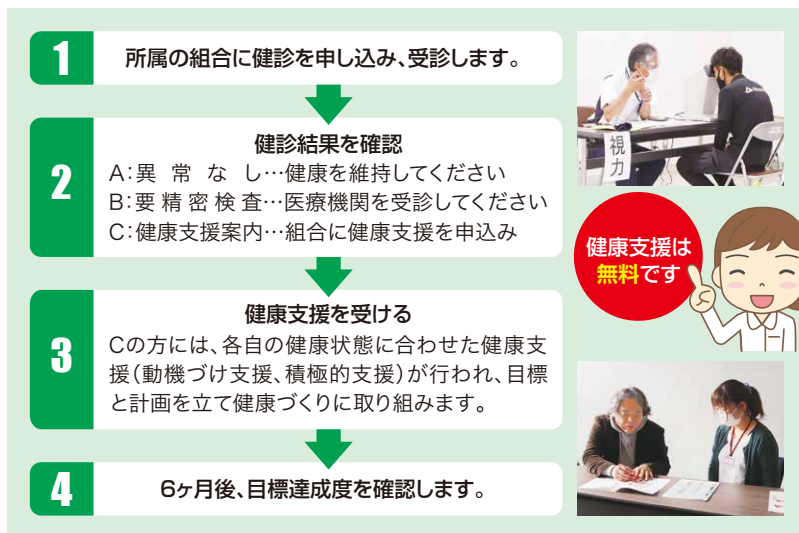 1
所属の組合に健診を申し込み、受診します。
2
健診結果を確認
A:異常なし…健康を維持してください
B:要精密検査…医療機関を受診してください
C:健康支援案内…組合に健康支援を申込み
3
健康支援を受ける
Cの方には、各自の健康状態に合わせた健康支
援(動機づけ支援、積極的支援)が行われ、目標
と計画を立て健康づくりに取り組みます。
4
6ヶ月後、目標達成度を確認します。
視力
健康支援は
無料です